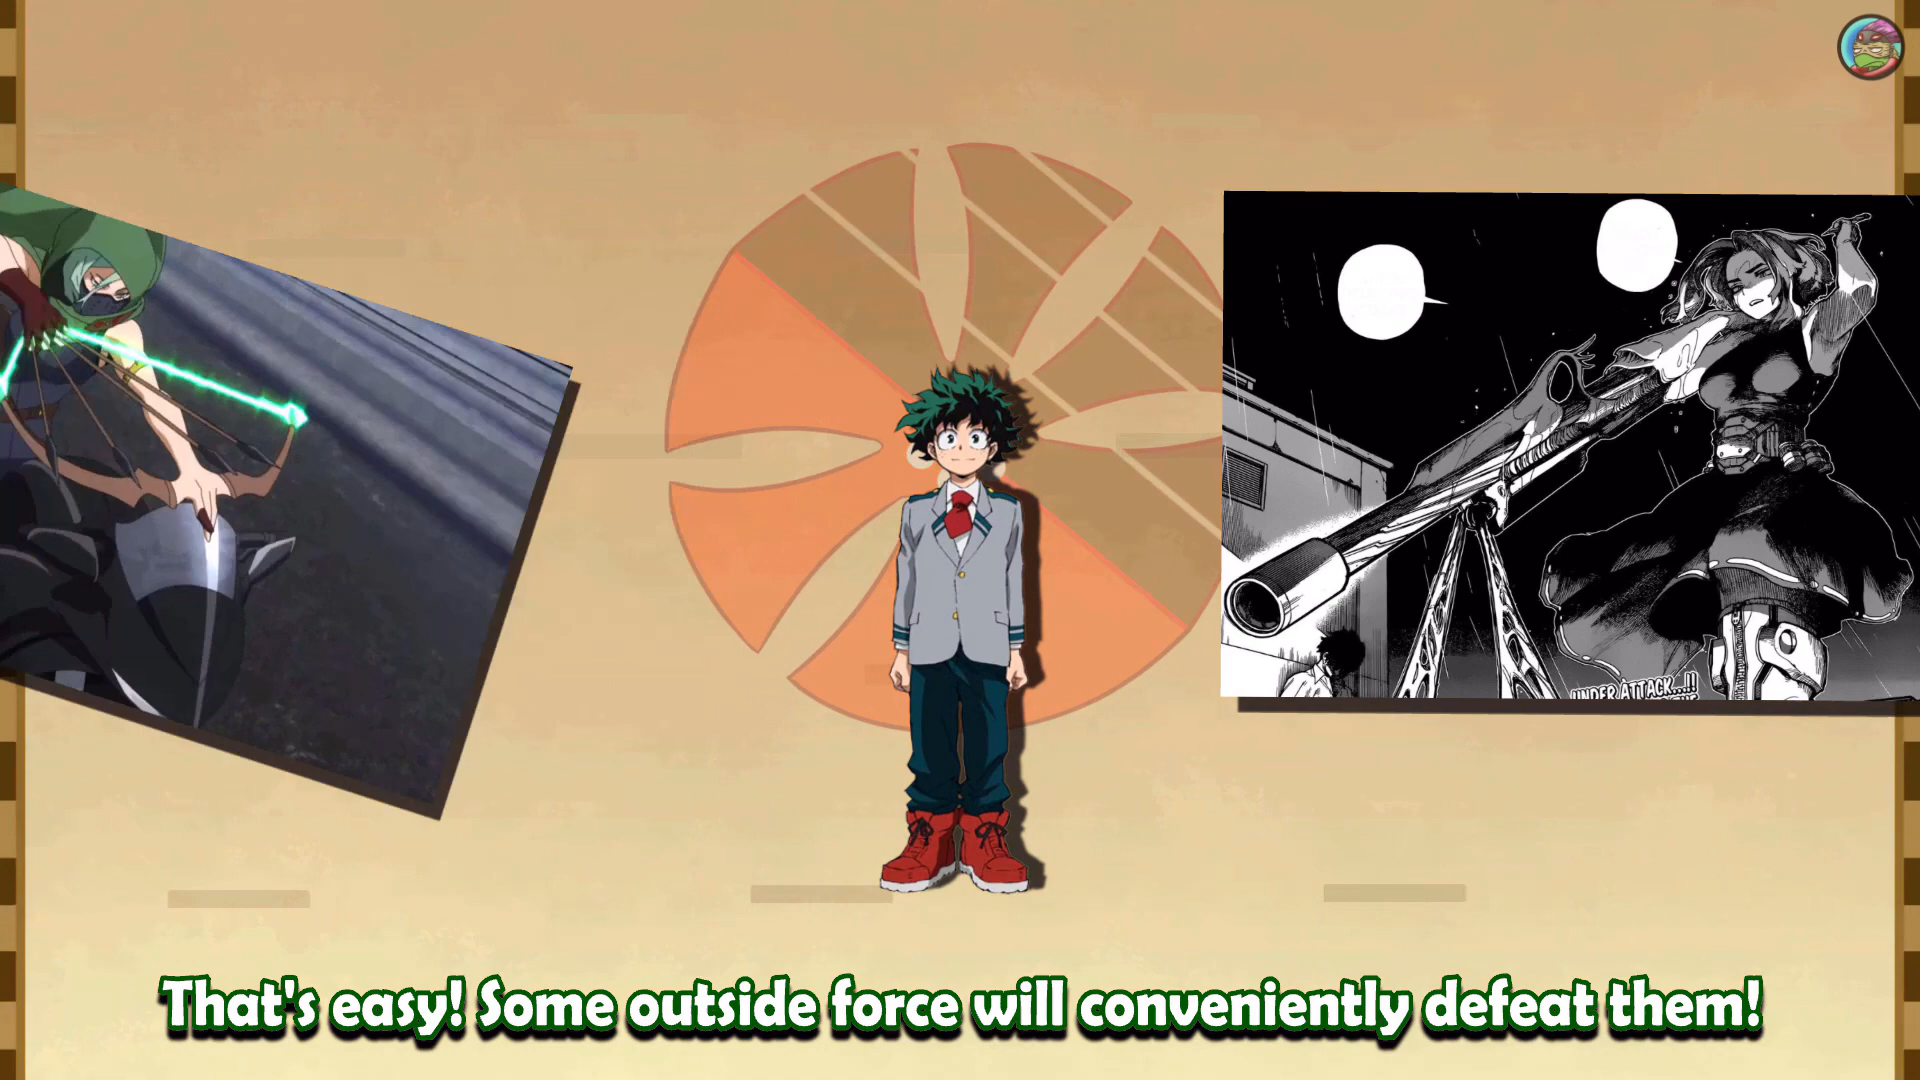 UNDER ATTACK...!!
That's easy! Some outside force will conveniently defeat them!